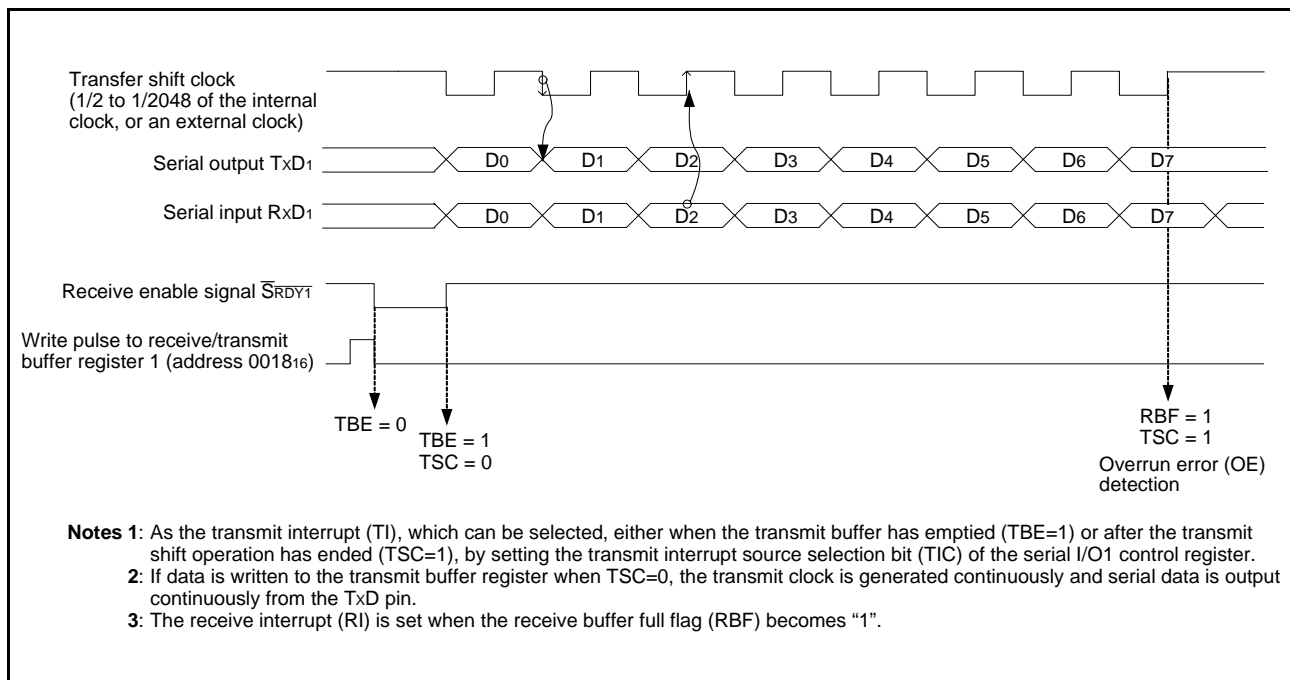 Transfer shift clock
(1/2 to 1/2048 of the internal
clock, or an external clock)
Serial output TxD1
D0 D1 D2 D3 D4 D5 D6 D7
Serial input RxD1
D0 D1 D2 D3 D4 D5 D6 D7
Receive enable signal SRDY1
Write pulse to receive/transmit
buffer register 1 (address 001816)
TBE = 0
TBE = 1
TSC = 0
RBF = 1
TSC = 1
Overrun error (OE)
detection
Notes 1: As the transmit interrupt (TI), which can be selected, either when the transmit buffer has emptied (TBE=1) or after the transmit
shift operation has ended (TSC=1), by setting the transmit interrupt source selection bit (TIC) of the serial I/O1 control register.
2: If data is written to the transmit buffer register when TSC=0, the transmit clock is generated continuously and serial data is output
continuously from the TxD pin.
3: The receive interrupt (RI) is set when the receive buffer full flag (RBF) becomes “1”.